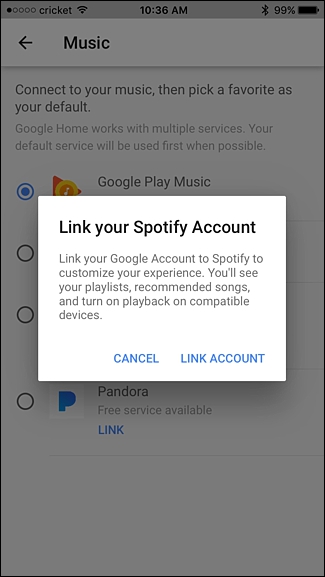 cricket 10:36 AM 99%
Music
Connect to your music, then pick a favorite as
your default.
Google Home works with multiple services. Your
default service will be used first when possible.
Google Play Music
Link your Spotify Account
Link your Google Account to Spotify to
customize your experience. You'll see
your playlists, recommended songs,
and turn on playback on compatible
devices.
CANCEL LINK ACCOUNT
Pandora
Free service available
LINK